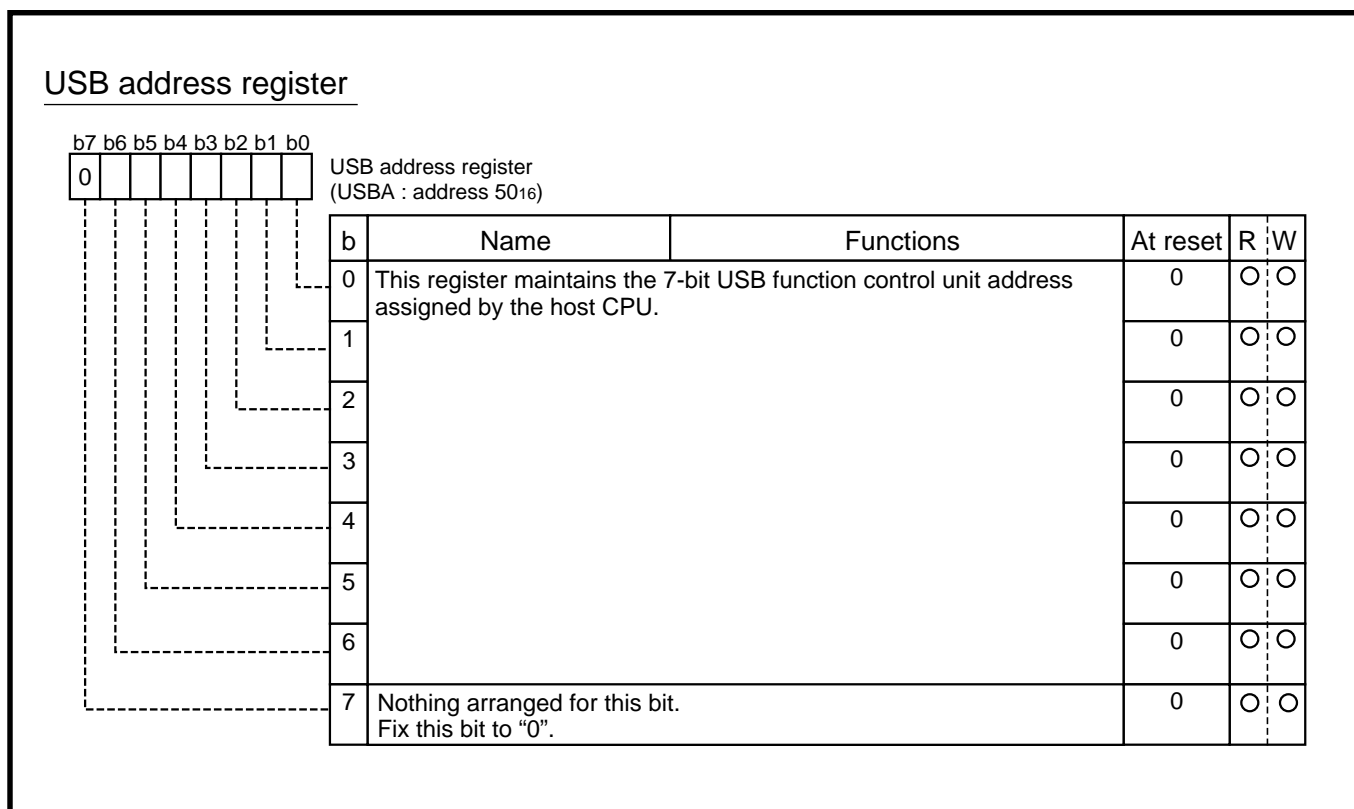 USB address register
b7 b6 b5 b4 b3 b2 b1 b0
0
USB address register
(USBA : address 5016)
b Name Functions At reset R W
0 This register maintains the 7-bit USB function control unit address 0 O O
assigned by the host CPU.
1 0 O O
2 0 O O
3 0 O O
4 0 O O
5 0 O O
6 0 O O
7 Nothing arranged for this bit. 0 O O
Fix this bit to “0”.